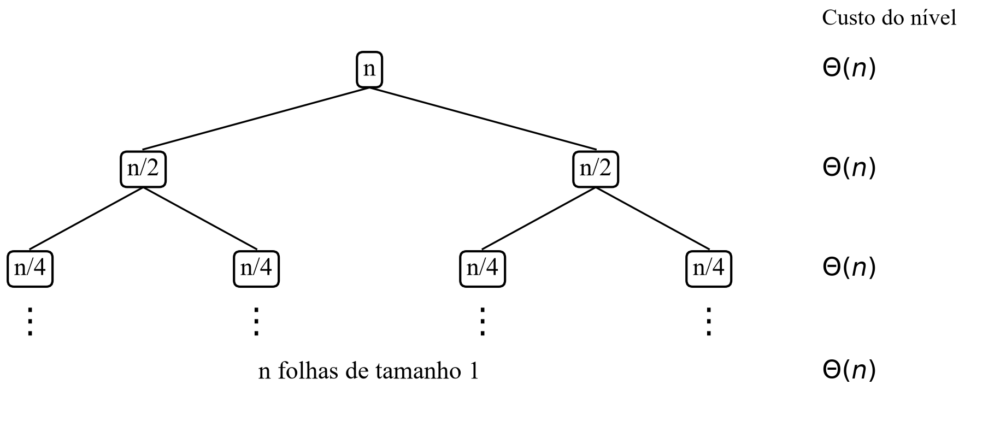 Custo do nível
n Θ(n)
n/2 n/2 Θ(n)
n/4 n/4 n/4 n/4 Θ(n)
⋮ ⋮ ⋮ ⋮
n folhas de tamanho 1 Θ(n)